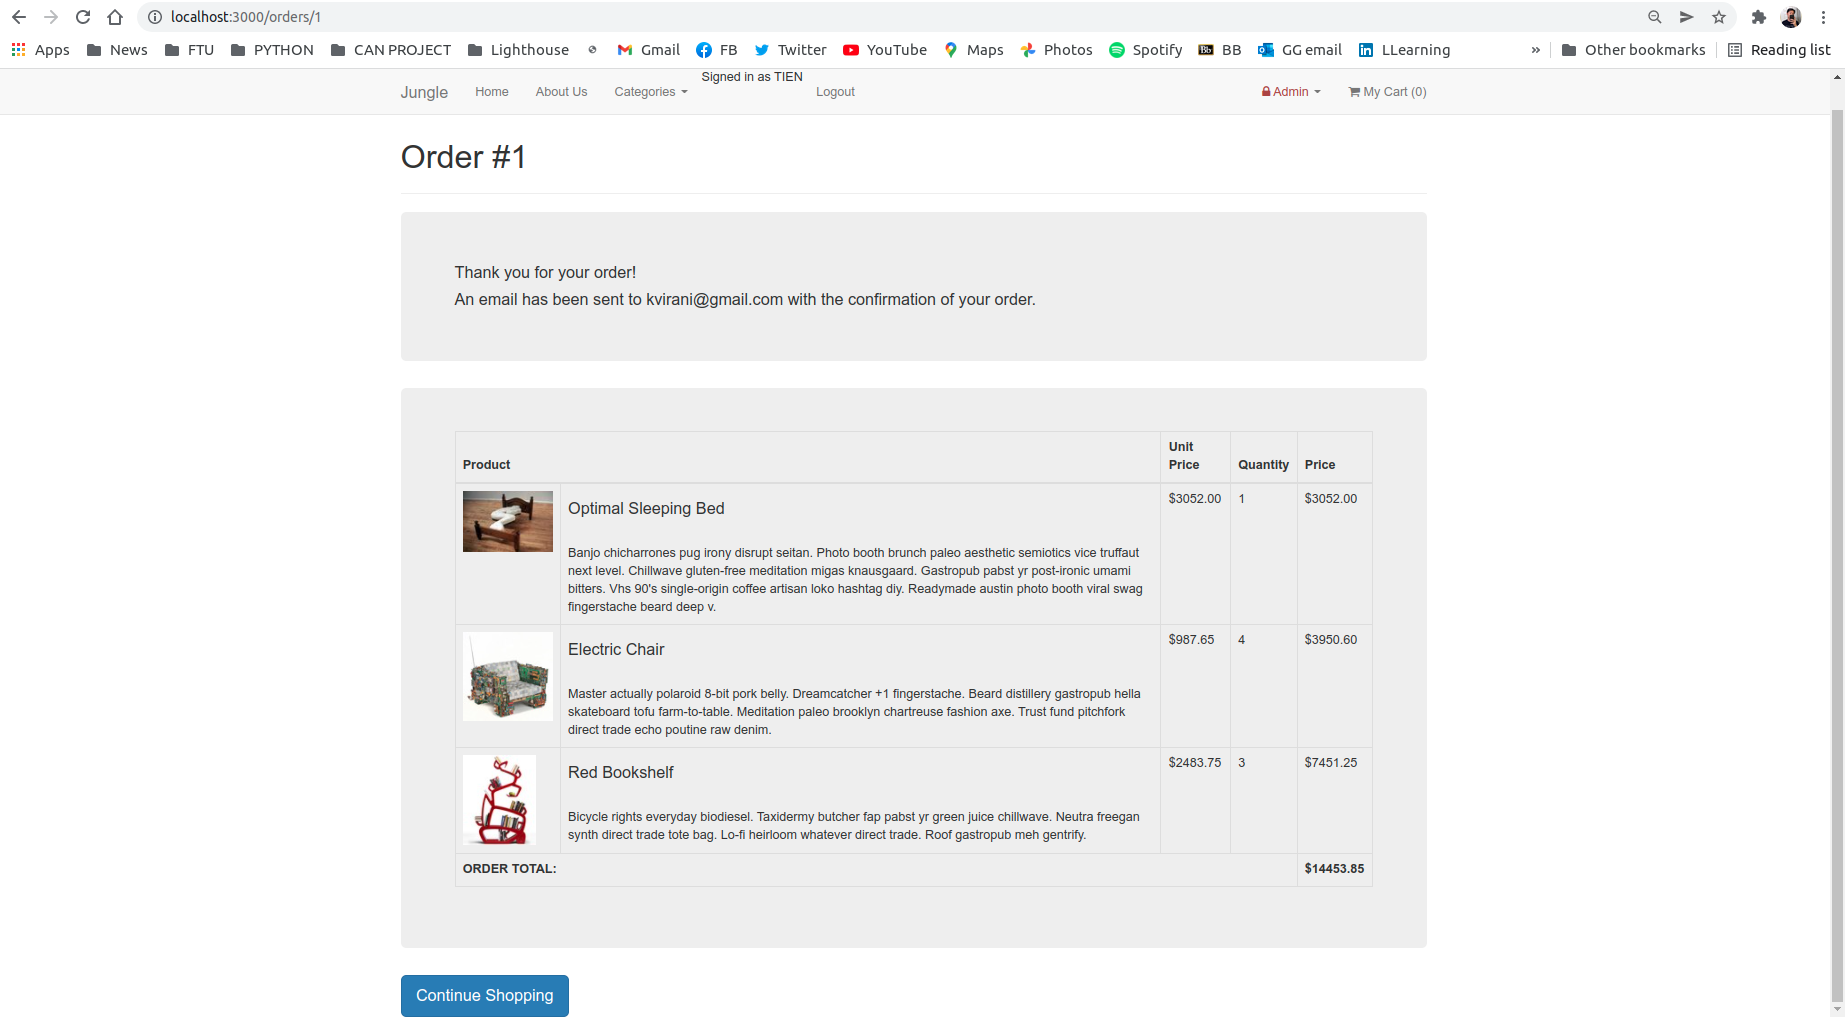 localhost:3000/orders/1
Apps News FTU PYTHON CAN PROJECT Lighthouse Gmail FB Twitter YouTube Maps Photos Spotify BB GG email LLearning » Other bookmarks Reading list
Signed in as TIEN
Jungle Home About Us Categories Logout Admin My Cart (0)
Order #1
Thank you for your order!
An email has been sent to kvirani@gmail.com with the confirmation of your order.
Unit
Product Price Quantity Price
Optimal Sleeping Bed $3052.00 1 $3052.00
Banjo chicharrones pug irony disrupt seitan. Photo booth brunch paleo aesthetic semiotics vice truffaut
next level. Chillwave gluten-free meditation migas knausgaard. Gastropub pabst yr post-ironic umami
bitters. Vhs 90's single-origin coffee artisan loko hashtag diy. Readymade austin photo booth viral swag
fingerstache beard deep v.
Electric Chair $987.65 4 $3950.60
Master actually polaroid 8-bit pork belly. Dreamcatcher +1 fingerstache. Beard distillery gastropub hella
skateboard tofu farm-to-table. Meditation paleo brooklyn chartreuse fashion axe. Trust fund pitchfork
direct trade echo poutine raw denim.
Red Bookshelf $2483.75 3 $7451.25
Bicycle rights everyday biodiesel. Taxidermy butcher fap pabst yr green juice chillwave. Neutra freegan
synth direct trade tote bag. Lo-fi heirloom whatever direct trade. Roof gastropub meh gentrify.
ORDER TOTAL: $14453.85
Continue Shopping